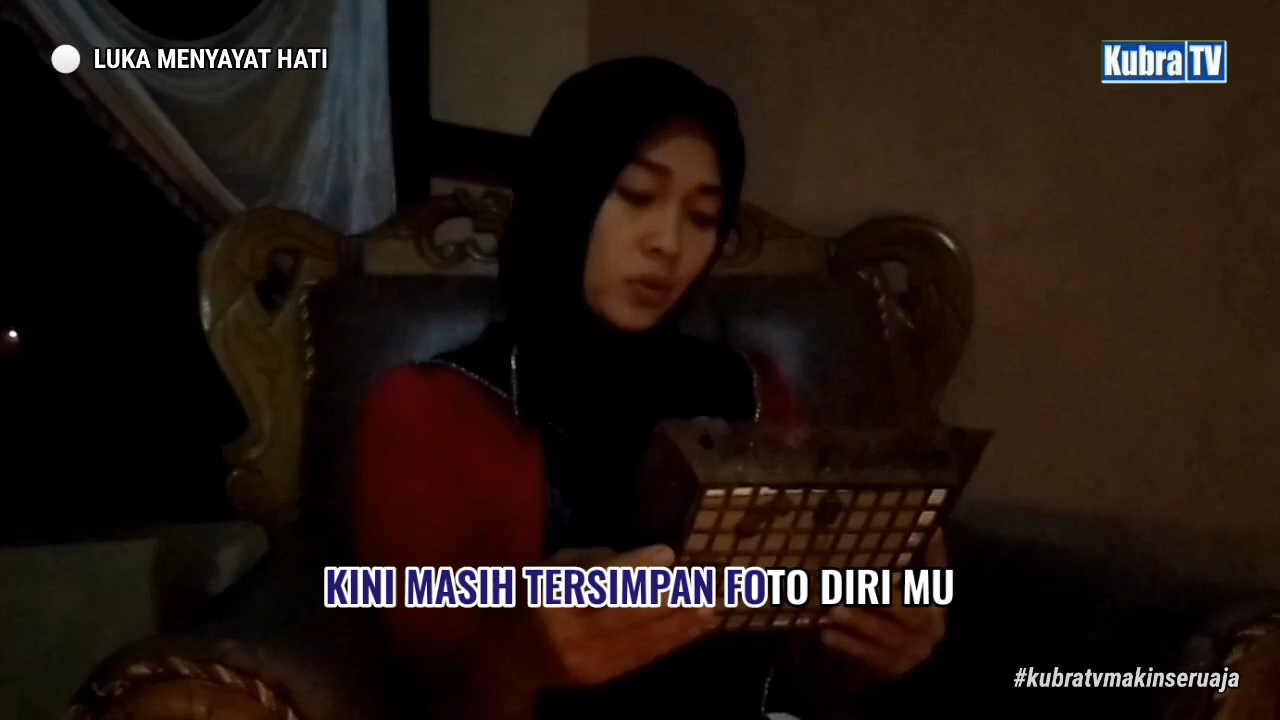 LUKA MENYAYAT HATI
Kubra TV
KINI MASIH TERSIMPAN FOTO DIRI MU
#kubratvmakinseruaja